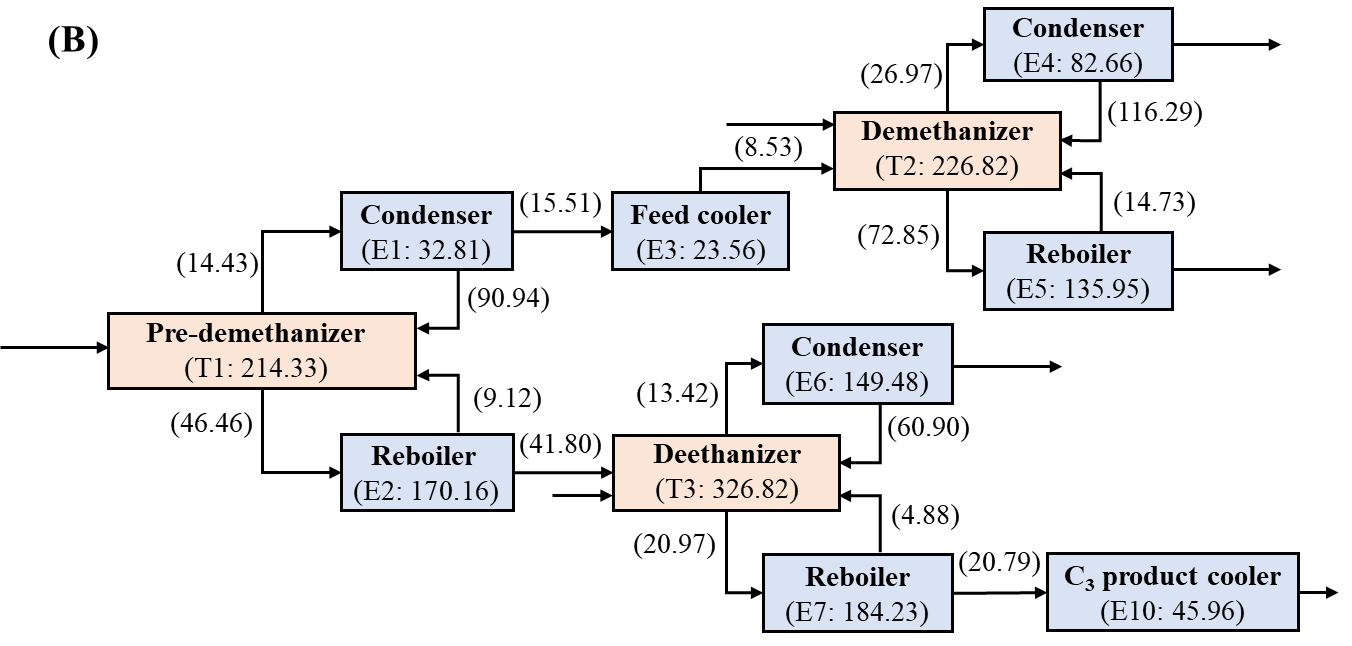 (B)
Condenser
(E4: 82.66)
(26.97)
(116.29)
(8.53)
Demethanizer
(T2: 226.82)
(14.73)
(72.85)
Reboiler
(E5: 135.95)
Condenser
(E1: 32.81)
(15.51)
Feed cooler
(E3: 23.56)
(14.43)
(90.94)
Pre-demethanizer
(T1: 214.33)
(9.12)
(46.46)
Reboiler
(E2: 170.16)
(41.80)
Condenser
(E6: 149.48)
(13.42)
(60.90)
Deethanizer
(T3: 326.82)
(4.88)
(20.97)
Reboiler
(E7: 184.23)
(20.79)
C₃ product cooler
(E10: 45.96)